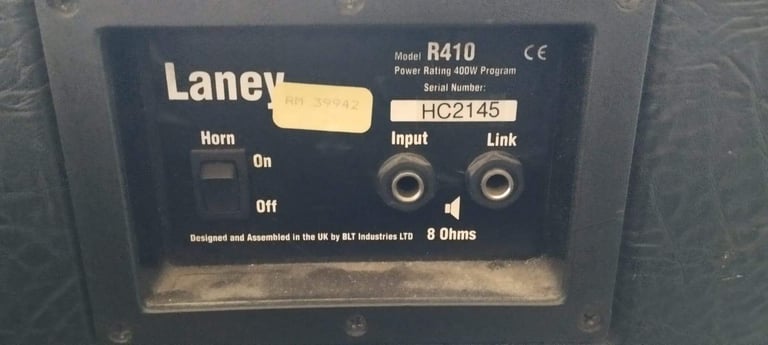 Laney
RM 39942
Model R410
CE
Power Rating 400W Program
Serial Number:
HC2145
Horn
On
Off
Input
Link
8 Ohms
Designed and Assembled in the UK by BLT Industries LTD